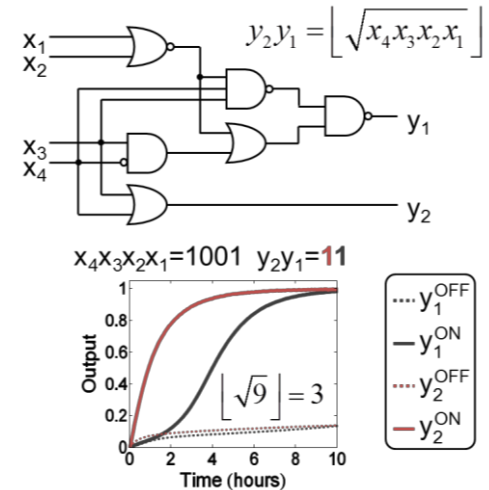 x₁
x₂
x₃
x₄
y₂y₁ = ⌊√x₄x₃x₂x₁⌋
y₁
y₂
x₄x₃x₂x₁=1001 y₂y₁=11
Output
1
0.8
0.6
0.4
0.2
0
0 2 4 6 8 10
Time (hours)
⌊√9⌋ = 3
y₁ᴼᶠᶠ
y₁ᴼᴺ
y₂ᴼᶠᶠ
y₂ᴼᴺ